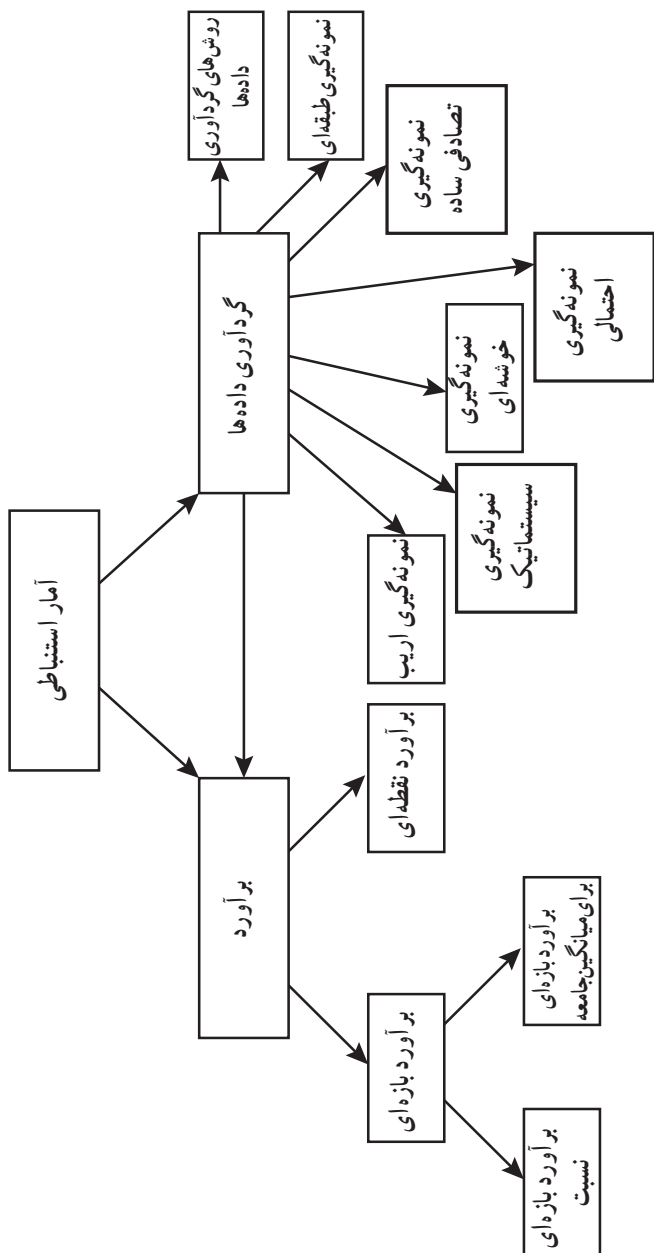 آمار استنباطی
گردآوری داده‌ها
برآورد
روش‌های گردآوری
داده‌ها
نمونه‌گیری طبقه‌ای
نمونه‌گیری
تصادفی ساده
نمونه‌گیری
احتمالی
نمونه‌گیری
خوشه‌ای
نمونه‌گیری
سیستماتیک
نمونه‌گیری اریب
برآورد نقطه‌ای
برآورد بازه‌ای
برآورد بازه‌ای
برای میانگین جامعه
برآورد بازه‌ای
نسبت